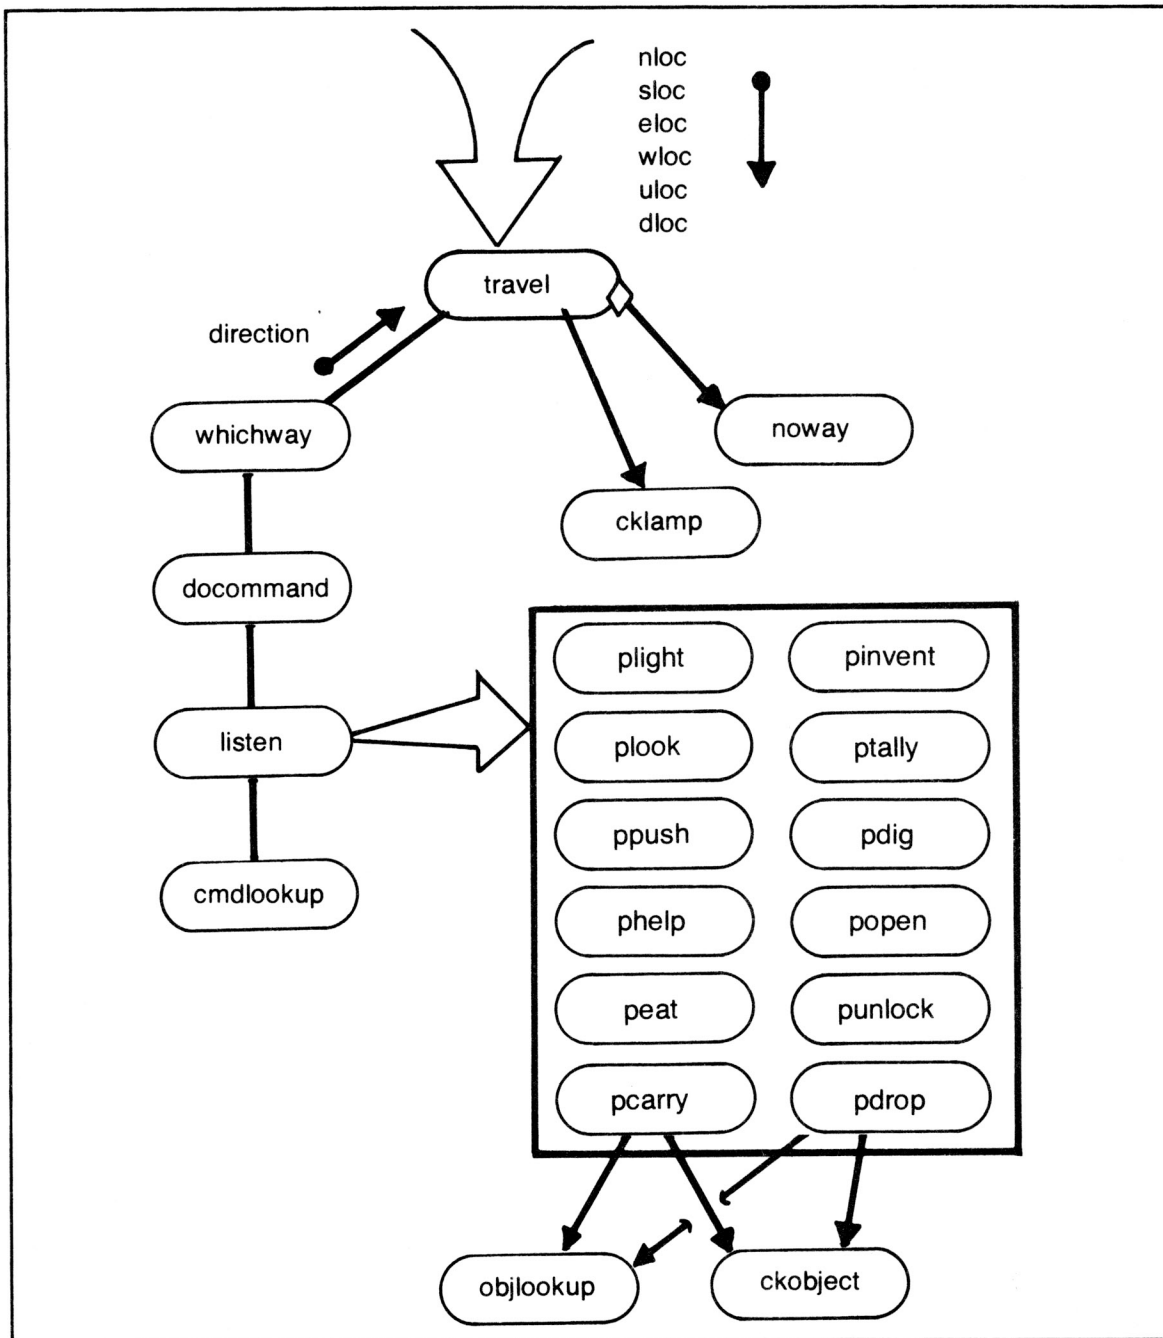 nloc
sloc
eloc
wloc
uloc
dloc
travel
direction
whichway
noway
cklamp
docommand
plight
pinvent
listen
plook
ptally
ppush
pdig
cmdlookup
phelp
popen
peat
punlock
pcarry
pdrop
objlookup
ckobject